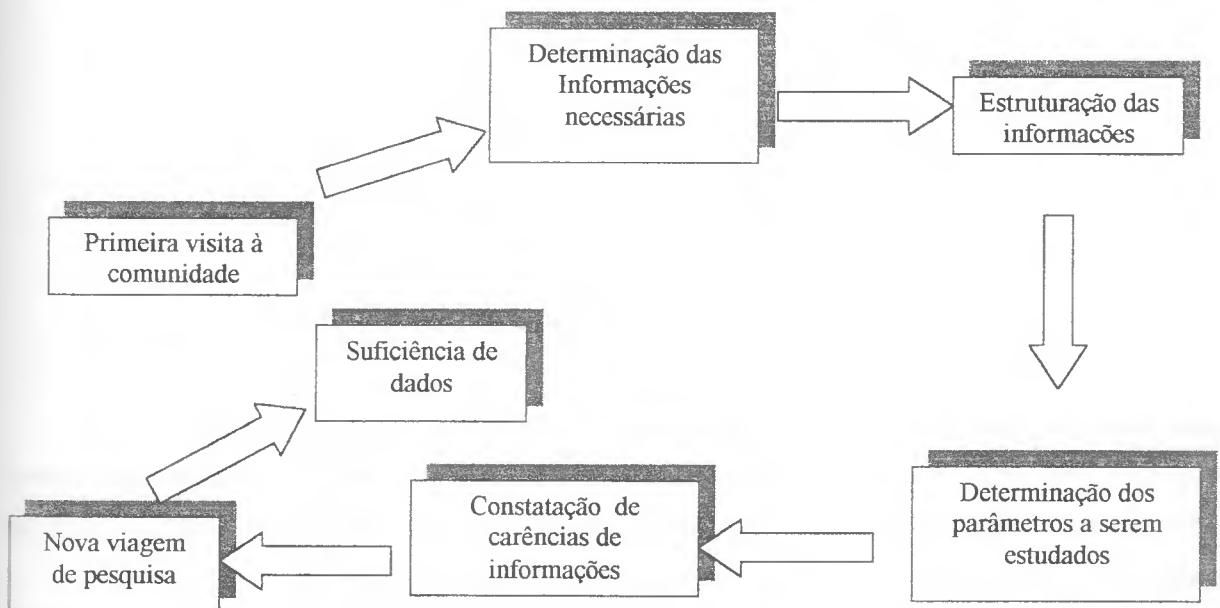 Determinação das
Informações
necessárias
Estruturação das
informacões
Primeira visita à
comunidade
Suficiência de
dados
Determinação dos
parâmetros a serem
estudados
Constatação de
carências de
informações
Nova viagem
de pesquisa